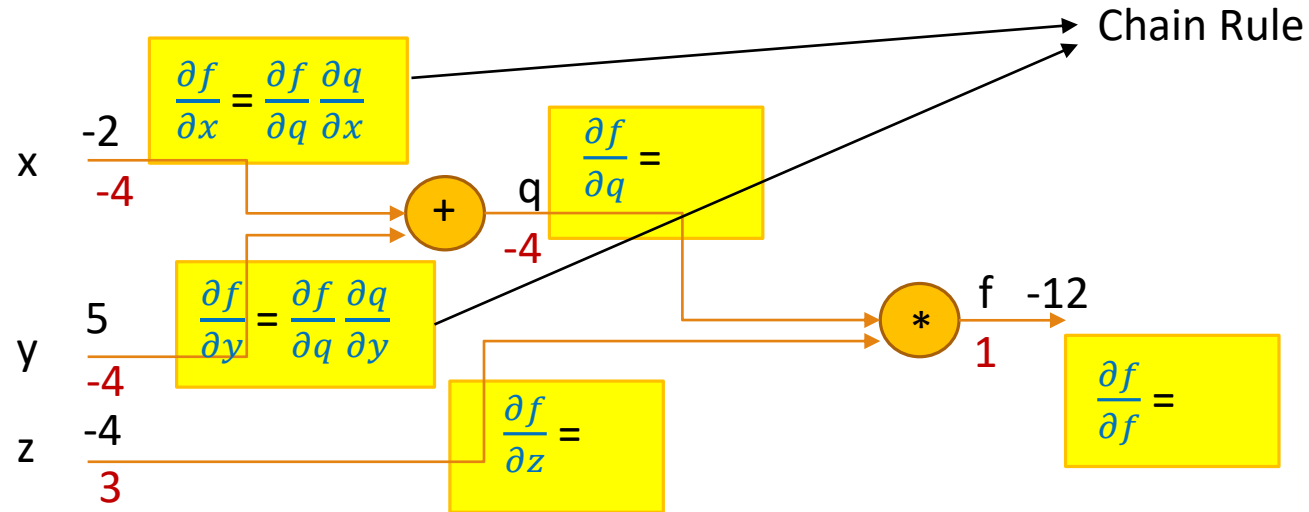 Chain Rule
∂f/∂x = ∂f/∂q ∂q/∂x
-2
x
-4
∂f/∂q =
+
q
-4
∂f/∂y = ∂f/∂q ∂q/∂y
5
y
-4
f -12
*
1
∂f/∂f =
-4
z
3
∂f/∂z =